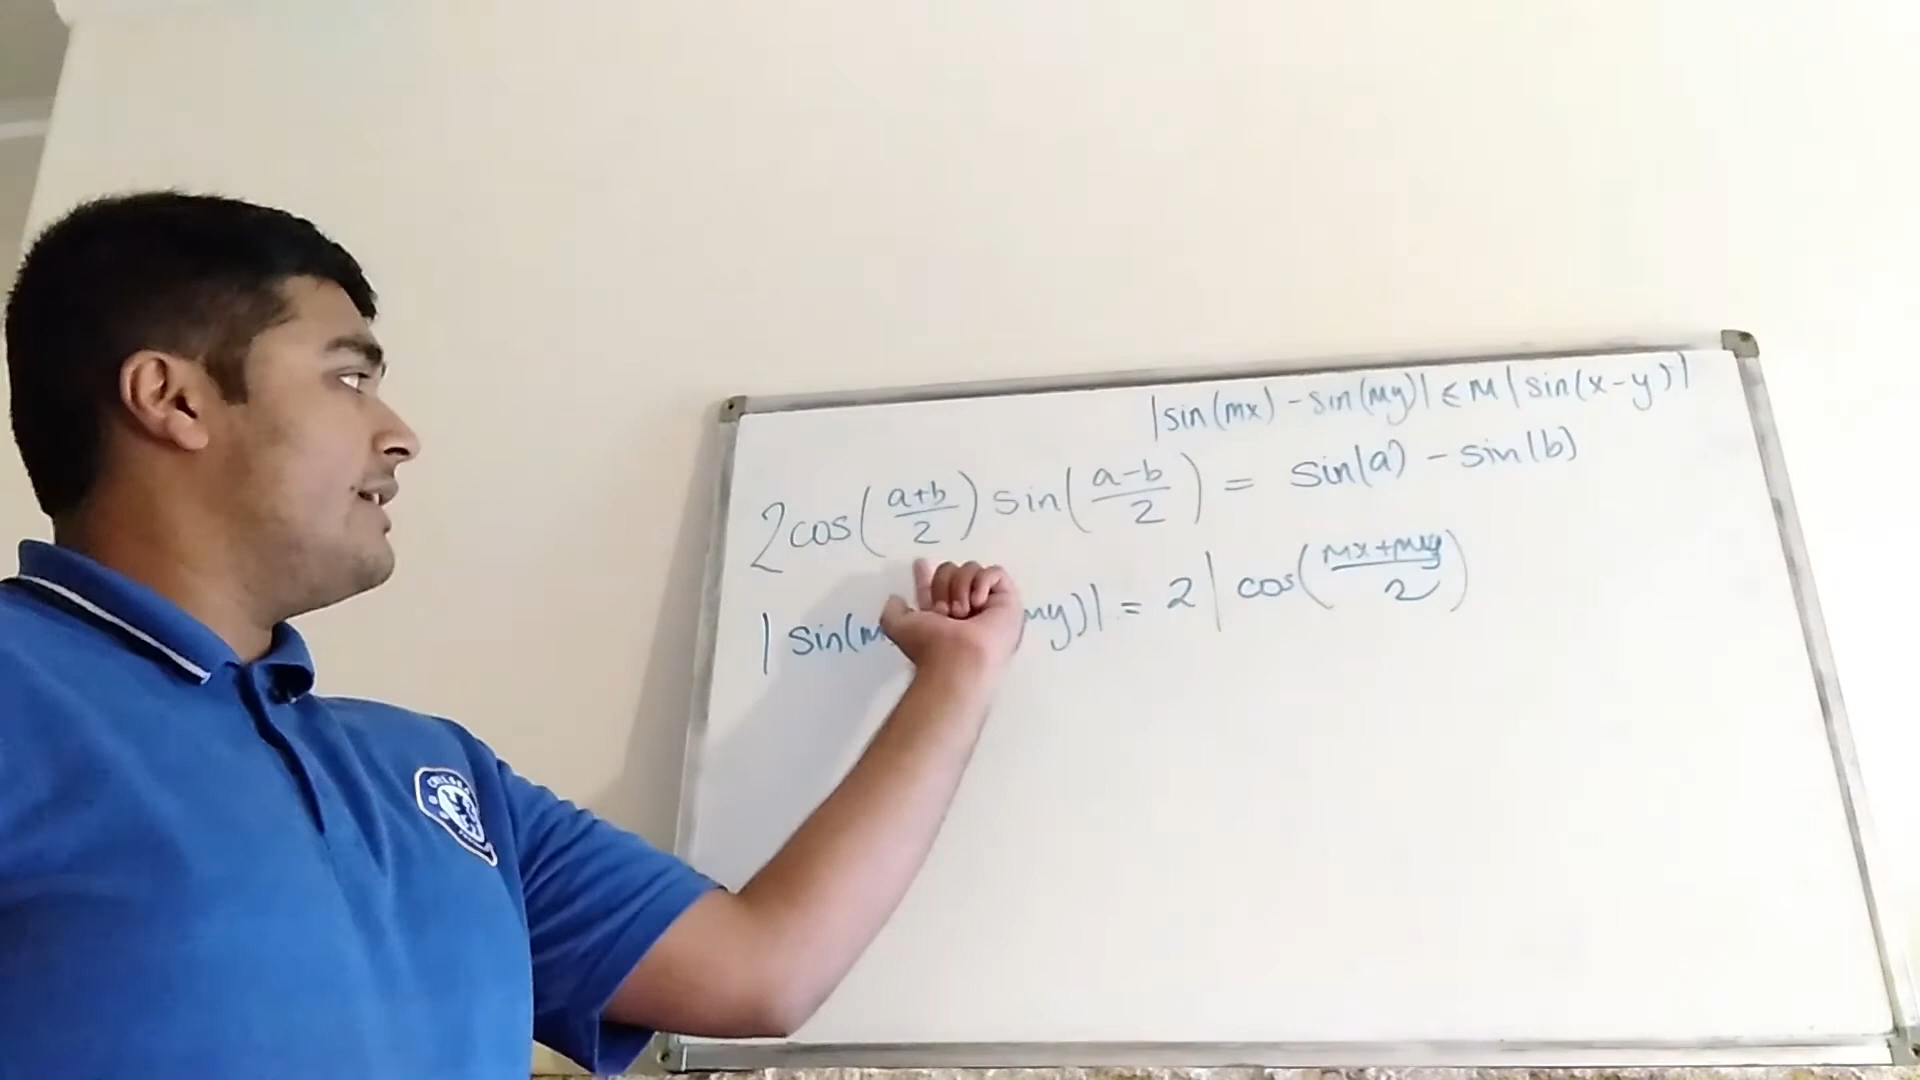 |sin(mx) - sin(my)| ≤ M |sin(x-y)|
2cos(a+b/2) sin(a-b/2) = sin(a) - sin(b)
|sin(m my)| = 2| cos(mx+my/2)